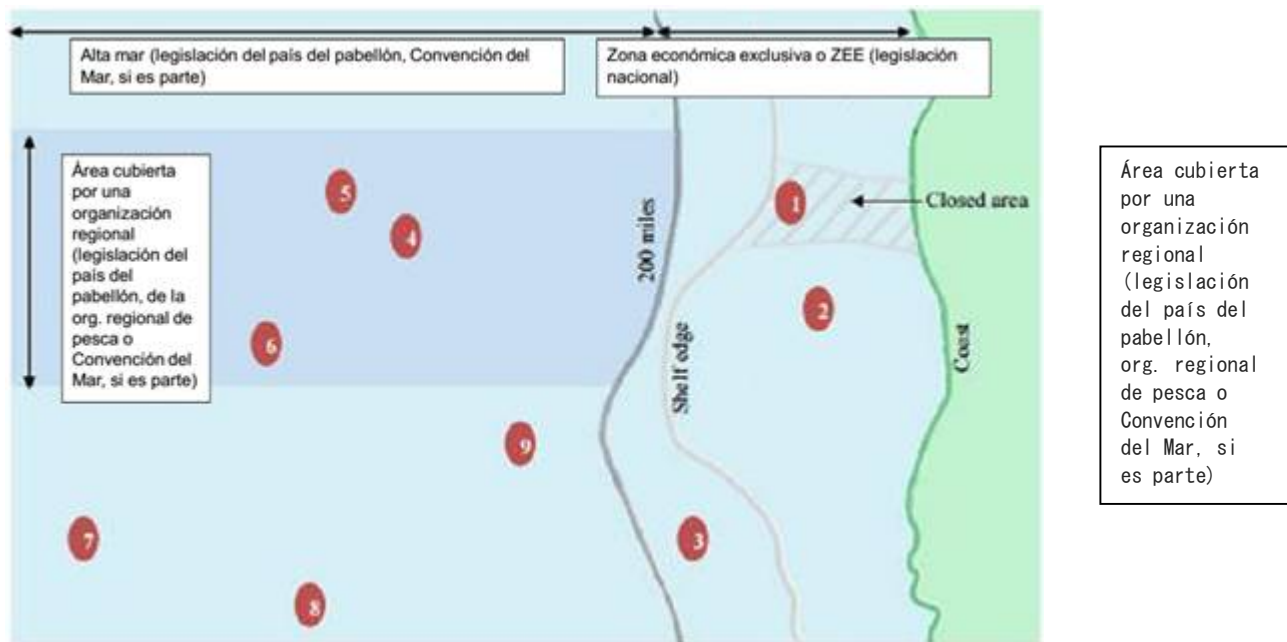 Alta mar (legislación del país del pabellón, Convención del
Mar, si es parte)
Zona económica exclusiva o ZEE (legislación
nacional)
Área cubierta
por una
organización
regional
(legislación del
país del
pabellón, de la
org. regional de
pesca o
Convención del
Mar, si es parte)
5
4
6
200 miles
1
Closed area
2
Shelf edge
Coast
9
7
3
8
Área cubierta
por una
organización
regional
(legislación
del país del
pabellón,
org. regional
de pesca o
Convención
del Mar, si
es parte)